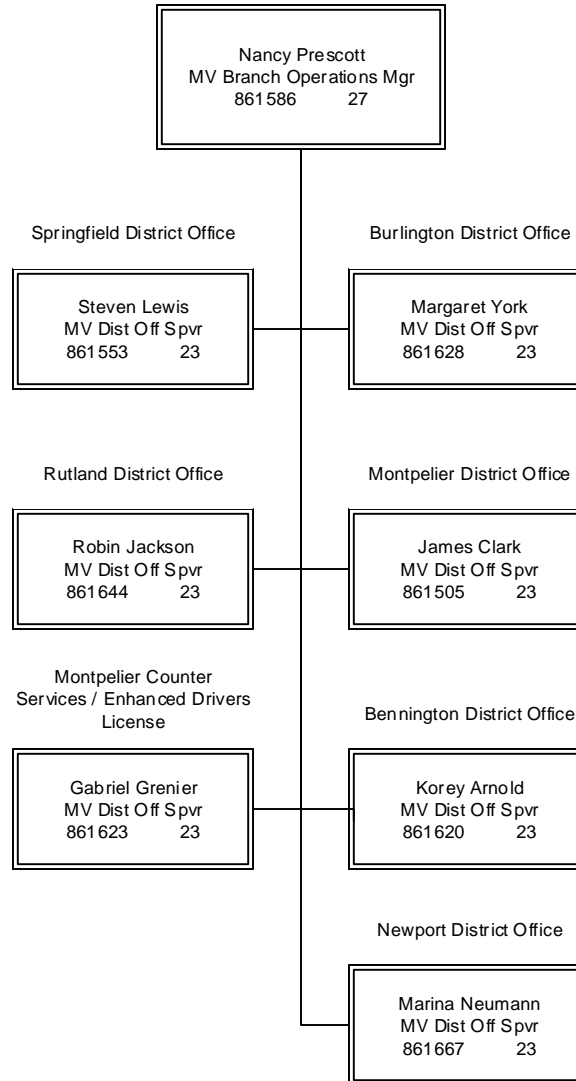 Nancy Prescott
MV Branch Operations Mgr
861586 27
Springfield District Office
Steven Lewis
MV Dist Off Spvr
861553 23
Burlington District Office
Margaret York
MV Dist Off Spvr
861628 23
Rutland District Office
Robin Jackson
MV Dist Off Spvr
861644 23
Montpelier District Office
James Clark
MV Dist Off Spvr
861505 23
Montpelier Counter
Services / Enhanced Drivers
License
Gabriel Grenier
MV Dist Off Spvr
861623 23
Bennington District Office
Korey Arnold
MV Dist Off Spvr
861620 23
Newport District Office
Marina Neumann
MV Dist Off Spvr
861667 23